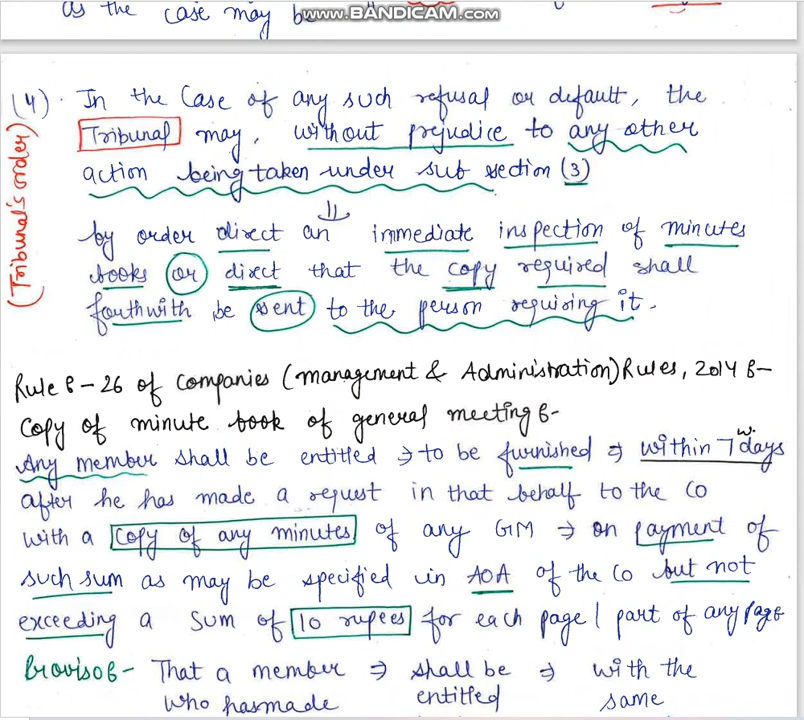 as the case may be
www.BANDICAM.com
(4). In the Case of any such refusal or default, the
(Tribunal's order)
Tribunal may, without prejudice to any other
action being taken under sub section (3)
by order direct an immediate inspection of minutes
books (or) direct that the copy required shall
forthwith be sent to the person requiring it.
Rule :- 26 of Companies (Management & Administration) Rules, 2014 :-
Copy of minute book of general meeting :-
Any member shall be entitled → to be furnished ⇒ within 7 w. days
after he has made a request in that behalf to the Co
with a copy of any minutes of any GM ⇒ on payment of
such sum as may be specified in AOA of the Co but not
exceeding a sum of 10 rupees for each page / part of any page
Proviso :- That a member ⇒ shall be ⇒ with the
who has made entitled same